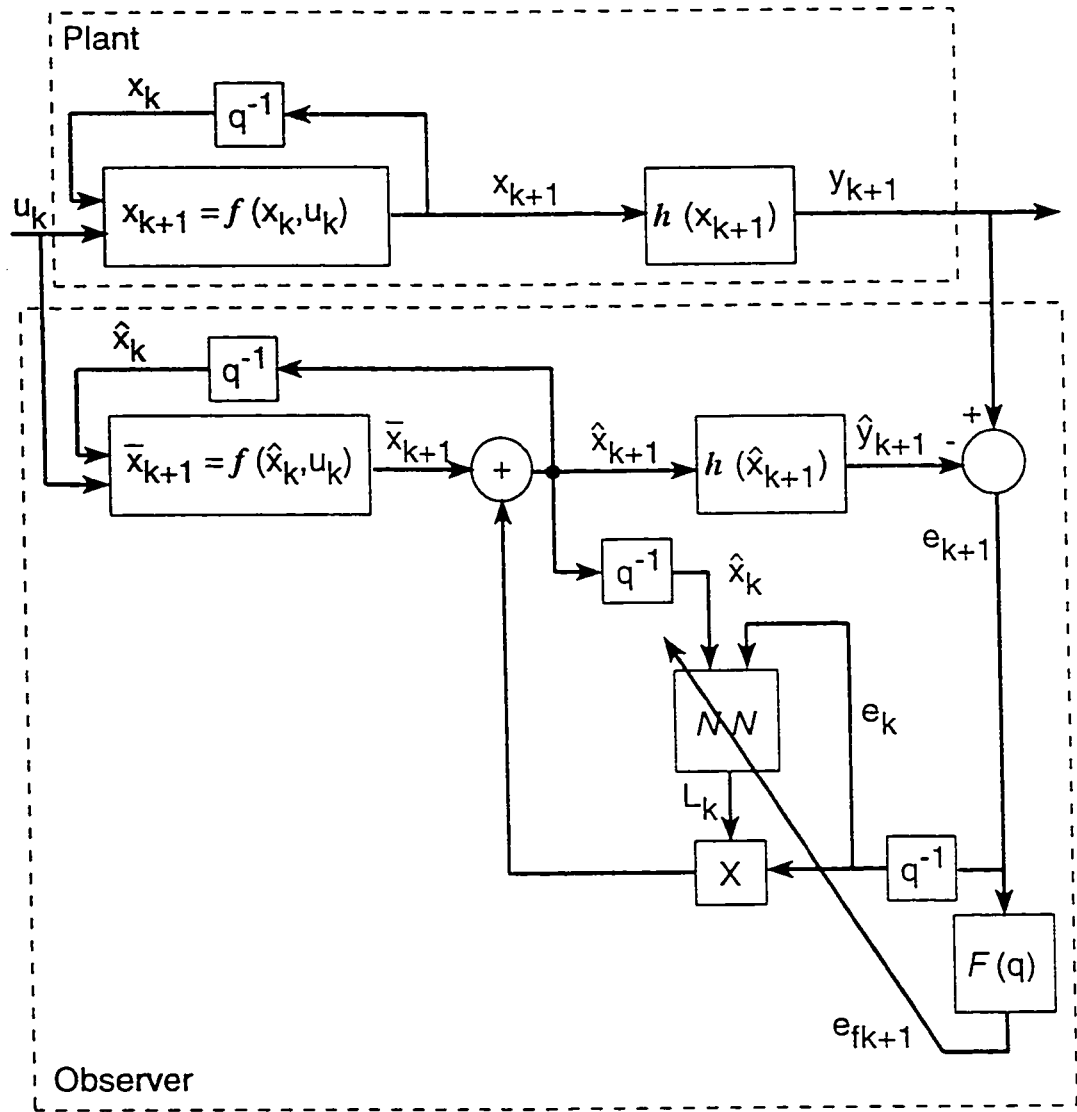 Plant
x_k
q^{-1}
u_k
x_{k+1} = f (x_k,u_k)
x_{k+1}
h (x_{k+1})
y_{k+1}
x̂_k
q^{-1}
x̄_{k+1} = f (x̂_k,u_k)
x̄_{k+1}
+
x̂_{k+1}
h (x̂_{k+1})
ŷ_{k+1}
+
-
e_{k+1}
q^{-1}
x̂_k
NN
e_k
L_k
X
q^{-1}
F (q)
e_{fk+1}
Observer